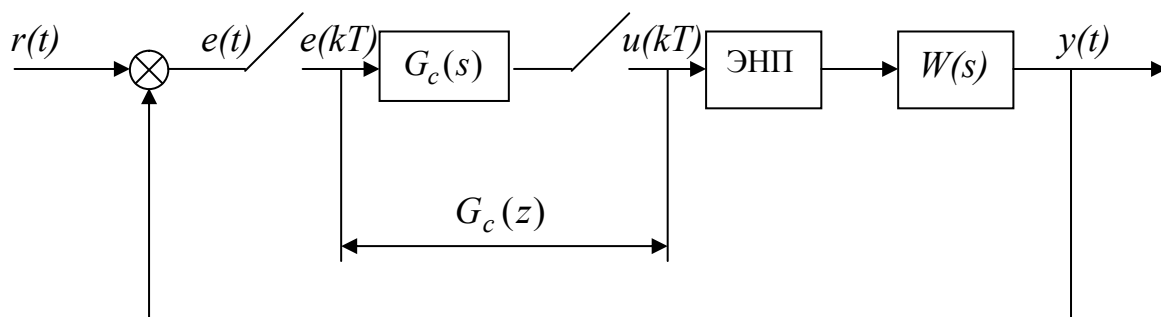 r(t) e(t) e(kT) G_c(s) u(kT) ЭНП W(s) y(t)
G_c(z)